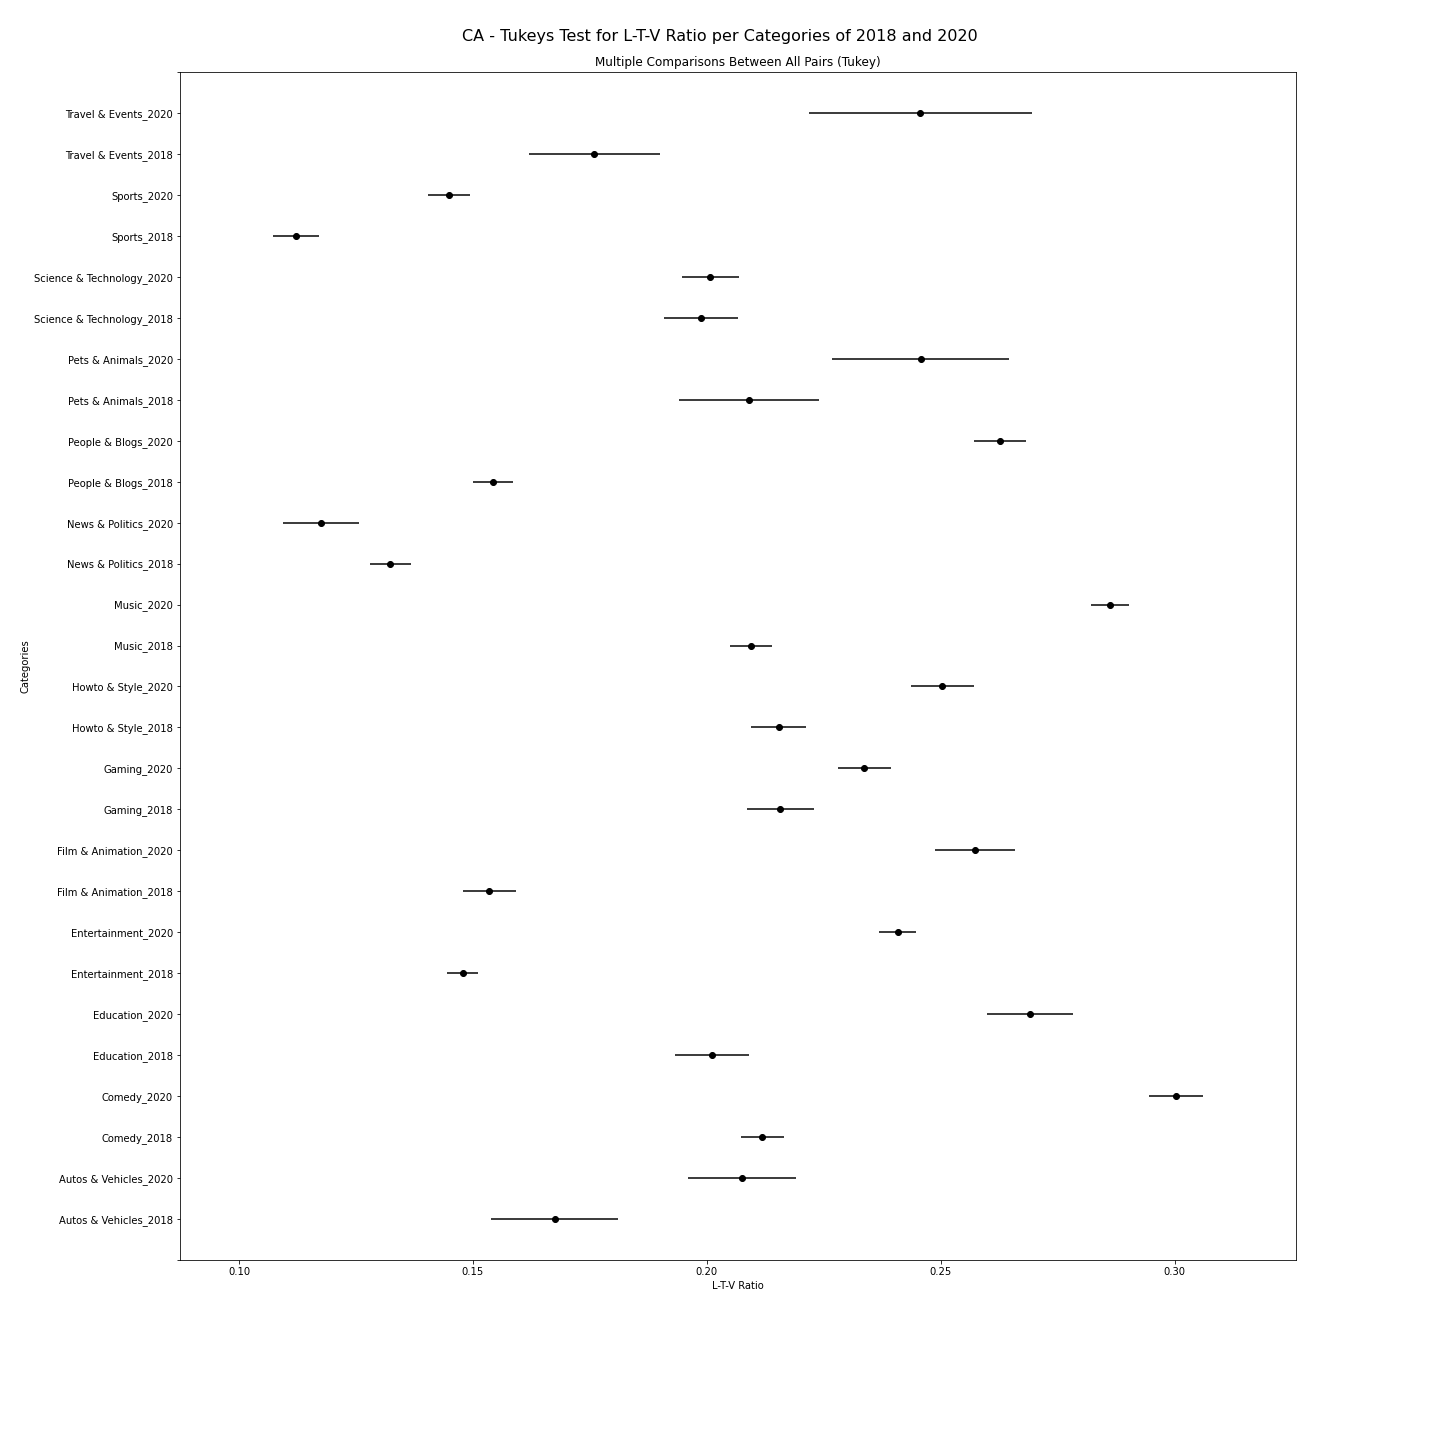 CA - Tukeys Test for L-T-V Ratio per Categories of 2018 and 2020
Multiple Comparisons Between All Pairs (Tukey)
Travel & Events_2020
Travel & Events_2018
Sports_2020
Sports_2018
Science & Technology_2020
Science & Technology_2018
Pets & Animals_2020
Pets & Animals_2018
People & Blogs_2020
People & Blogs_2018
News & Politics_2020
News & Politics_2018
Music_2020
Music_2018
Howto & Style_2020
Howto & Style_2018
Gaming_2020
Gaming_2018
Film & Animation_2020
Film & Animation_2018
Entertainment_2020
Entertainment_2018
Education_2020
Education_2018
Comedy_2020
Comedy_2018
Autos & Vehicles_2020
Autos & Vehicles_2018
Categories
0.10 0.15 0.20 0.25 0.30
L-T-V Ratio